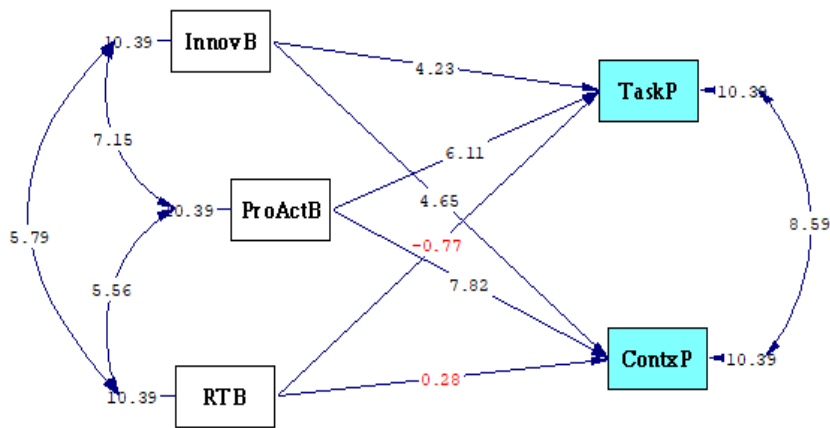 10.39 InnovB
4.23
TaskP 10.39
7.15
6.11
10.39 ProActB
4.65
8.59
5.79
-0.77
7.82
5.56
ContxP 10.39
0.28
10.39 RTB